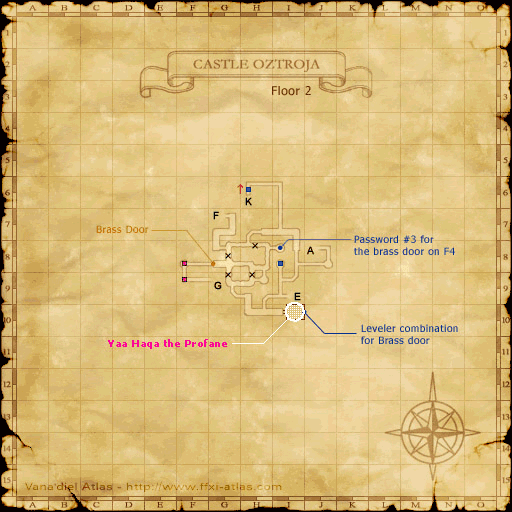 A B C D E F G H I J K L M N O
CASTLE OZTROJA
Floor 2
1
2
3
4
5
6
7
8
9
10
11
12
13
14
15
K
F
Brass Door
Password #3 for
the brass door on F4
A
G
E
Leveler combination
for Brass door
Yaa Haqa the Profane
Vana'diel Atlas - http://www.ffxi-atlas.com
A B C D E F G H I J K L M N O